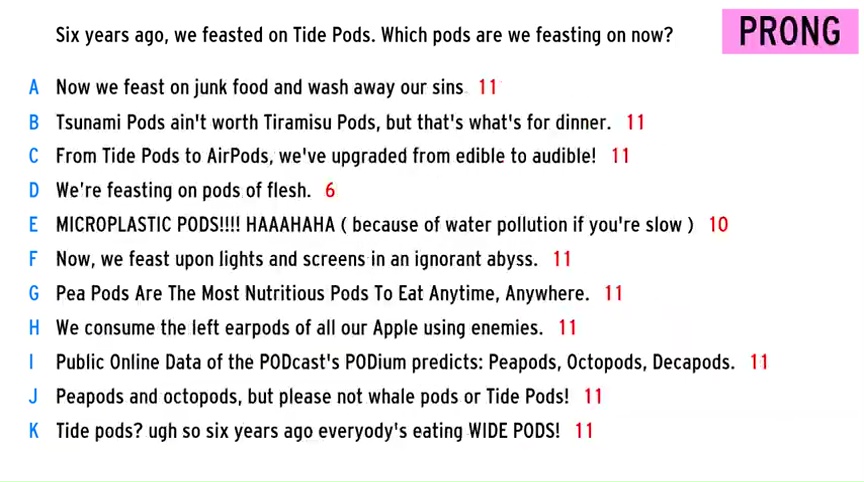 Six years ago, we feasted on Tide Pods. Which pods are we feasting on now?
PRONG
A Now we feast on junk food and wash away our sins 11
B Tsunami Pods ain't worth Tiramisu Pods, but that's what's for dinner. 11
C From Tide Pods to AirPods, we've upgraded from edible to audible! 11
D We're feasting on pods of flesh. 6
E MICROPLASTIC PODS!!!! HAAAHAHA ( because of water pollution if you're slow ) 10
F Now, we feast upon lights and screens in an ignorant abyss. 11
G Pea Pods Are The Most Nutritious Pods To Eat Anytime, Anywhere. 11
H We consume the left earpods of all our Apple using enemies. 11
I Public Online Data of the PODcast's PODium predicts: Peapods, Octopods, Decapods. 11
J Peapods and octopods, but please not whale pods or Tide Pods! 11
K Tide pods? ugh so six years ago everyody's eating WIDE PODS! 11